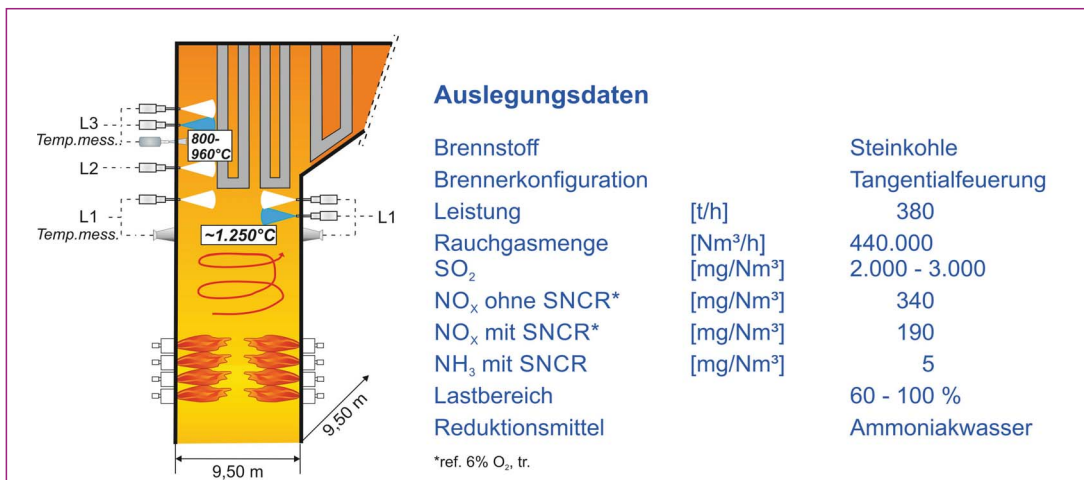 L3
Temp.mess.
800-
960°C
L2
L1
Temp.mess.
L1
~1.250°C
9,50 m
9,50 m
Auslegungsdaten
Brennstoff Steinkohle
Brennerkonfiguration Tangentialfeuerung
Leistung [t/h] 380
Rauchgasmenge [Nm³/h] 440.000
SO₂ [mg/Nm³] 2.000 - 3.000
NOₓ ohne SNCR* [mg/Nm³] 340
NOₓ mit SNCR* [mg/Nm³] 190
NH₃ mit SNCR [mg/Nm³] 5
Lastbereich 60 - 100 %
Reduktionsmittel Ammoniakwasser
*ref. 6% O₂, tr.